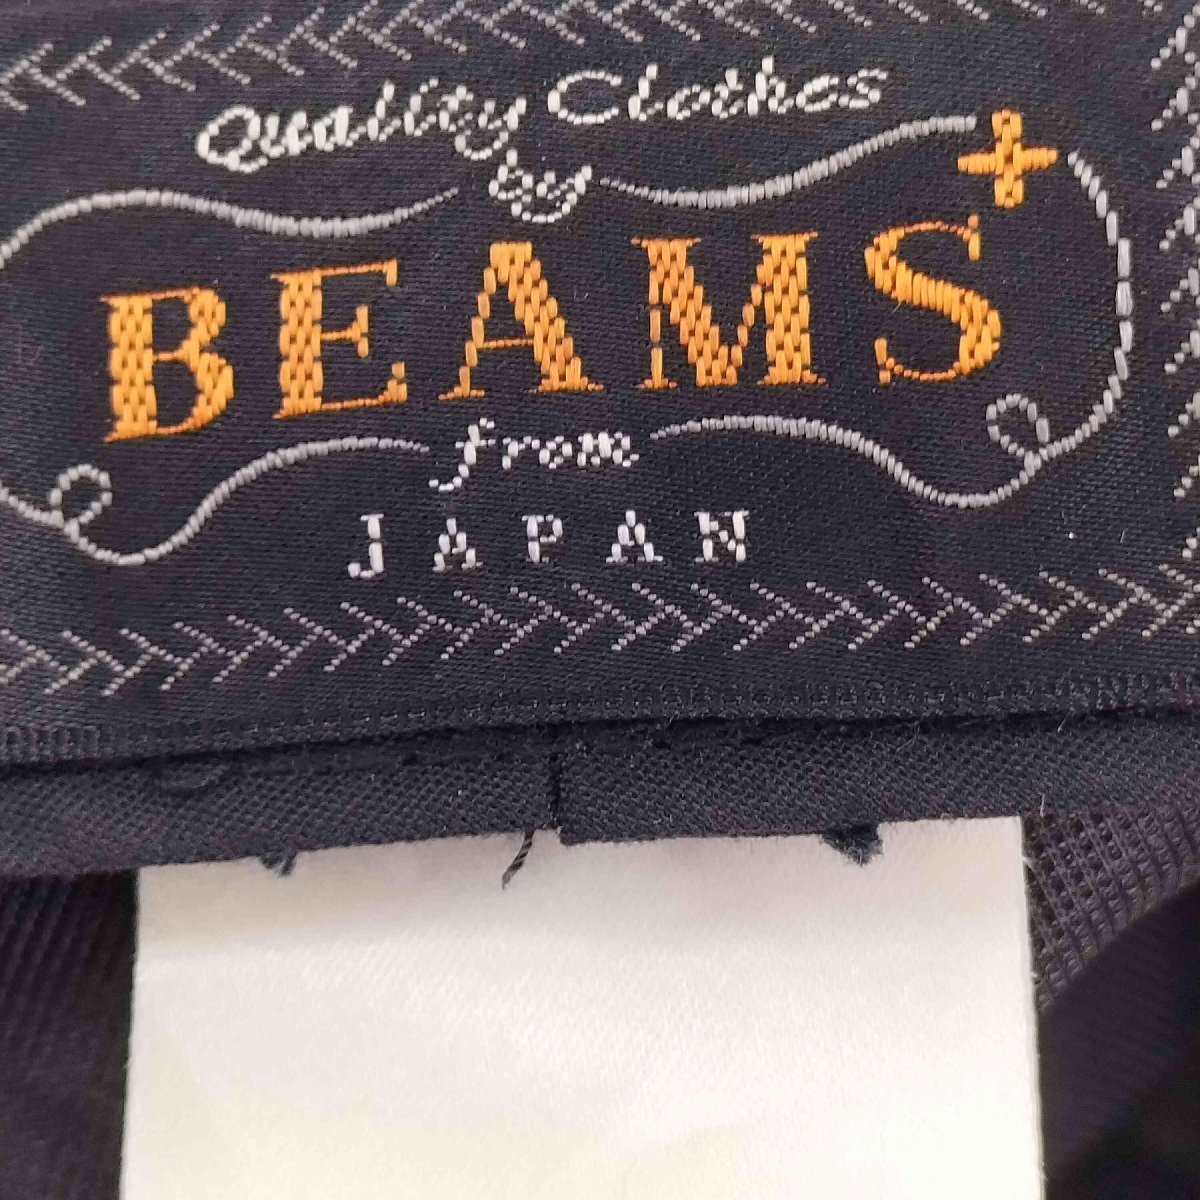 Quality Clothes
by
BEAMS+
from
JAPAN